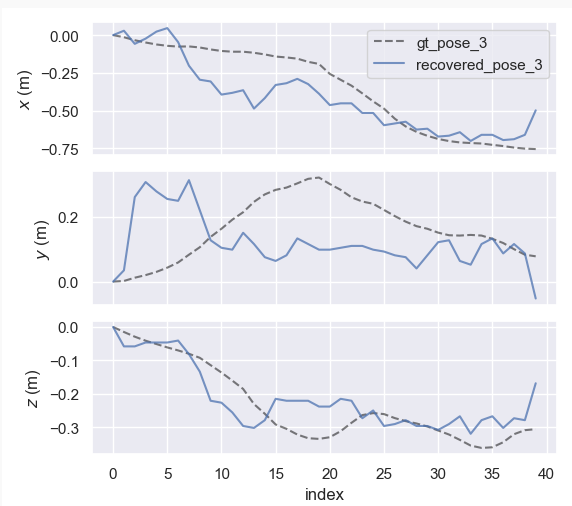 0.00
−0.25
−0.50
−0.75
x (m)
gt_pose_3
recovered_pose_3
0.2
0.0
y (m)
0.0
−0.1
−0.2
−0.3
z (m)
0 5 10 15 20 25 30 35 40
index